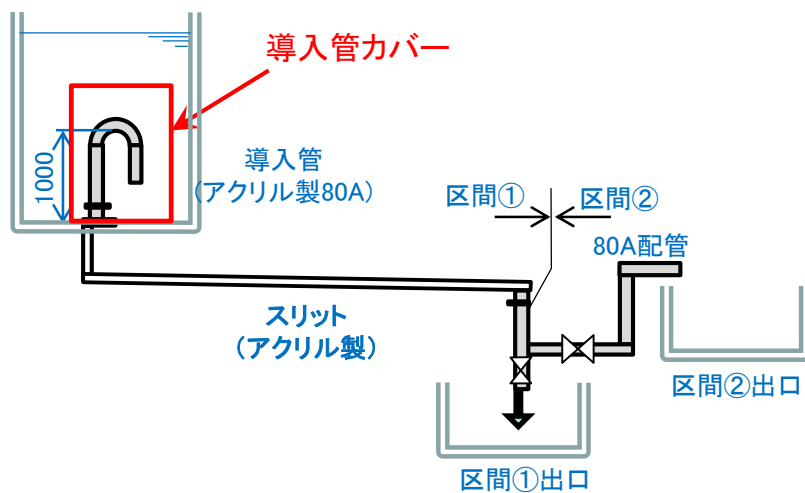 導入管カバー
1000
導入管
(アクリル製80A)
区間①
区間②
80A配管
スリット
(アクリル製)
区間②出口
区間①出口